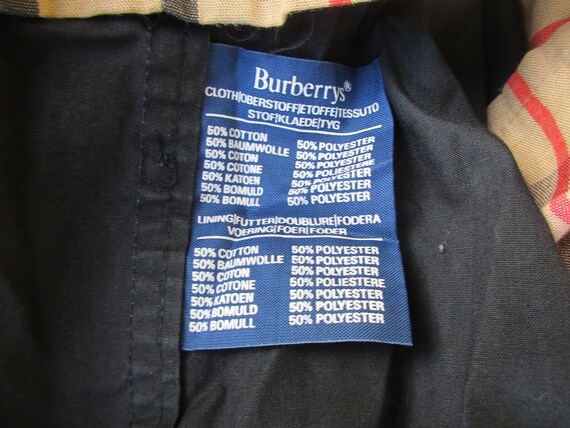 Burberrys®
CLOTH|OBERSTOFF|ETOFFE|TESSUTO
STOF|KLAEDE|TYG
50% COTTON 50% POLYESTER
50% BAUMWOLLE 50% POLYESTER
50% COTON 50% POLYESTER
50% COTONE 50% POLIESTERE
50% KATOEN 50% POLYESTER
50% BOMULD 50% POLYESTER
50% BOMULL 50% POLYESTER
LINING|FUTTER|DOUBLURE|FODERA
VOERING|FOER|FODER
50% COTTON 50% POLYESTER
50% BAUMWOLLE 50% POLYESTER
50% COTON 50% POLYESTER
50% COTONE 50% POLIESTERE
50% KATOEN 50% POLYESTER
50% BOMULD 50% POLYESTER
50% BOMULL 50% POLYESTER